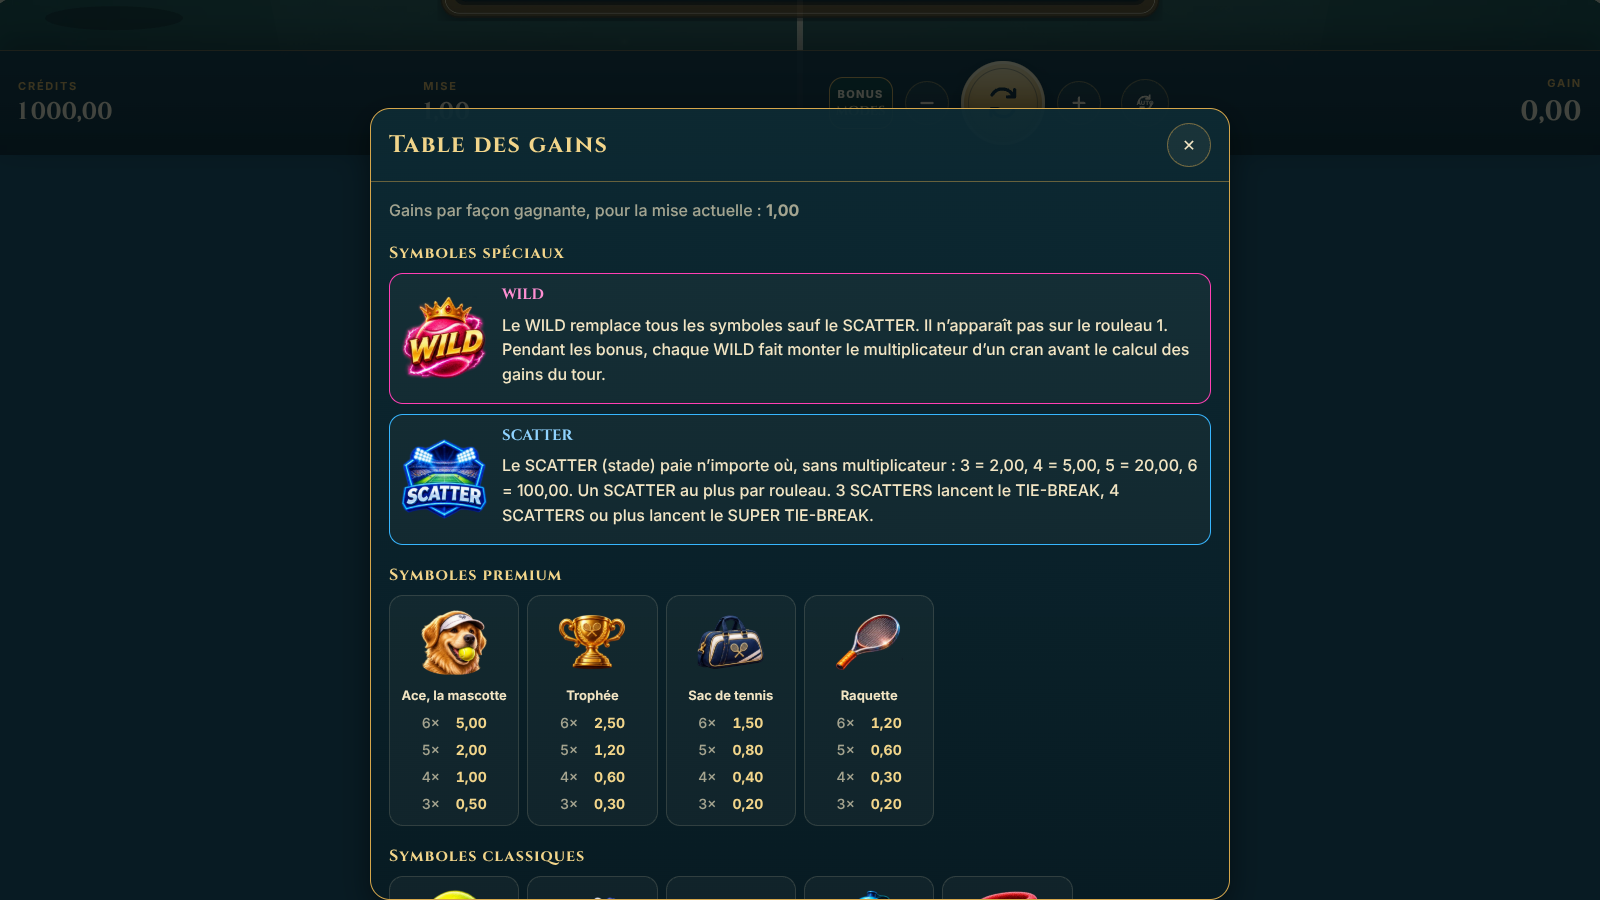 CRÉDITS
1 000,00
MISE
1,00
BONUS
GAIN
0,00
TABLE DES GAINS
×
Gains par façon gagnante, pour la mise actuelle : 1,00
SYMBOLES SPÉCIAUX
WILD
WILD
Le WILD remplace tous les symboles sauf le SCATTER. Il n’apparaît pas sur le rouleau 1.
Pendant les bonus, chaque WILD fait monter le multiplicateur d’un cran avant le calcul des
gains du tour.
SCATTER
SCATTER
Le SCATTER (stade) paie n’importe où, sans multiplicateur : 3 = 2,00, 4 = 5,00, 5 = 20,00, 6
= 100,00. Un SCATTER au plus par rouleau. 3 SCATTERS lancent le TIE-BREAK, 4
SCATTERS ou plus lancent le SUPER TIE-BREAK.
SYMBOLES PREMIUM
Ace, la mascotte
6× 5,00
5× 2,00
4× 1,00
3× 0,50
Trophée
6× 2,50
5× 1,20
4× 0,60
3× 0,30
Sac de tennis
6× 1,50
5× 0,80
4× 0,40
3× 0,20
Raquette
6× 1,20
5× 0,60
4× 0,30
3× 0,20
SYMBOLES CLASSIQUES